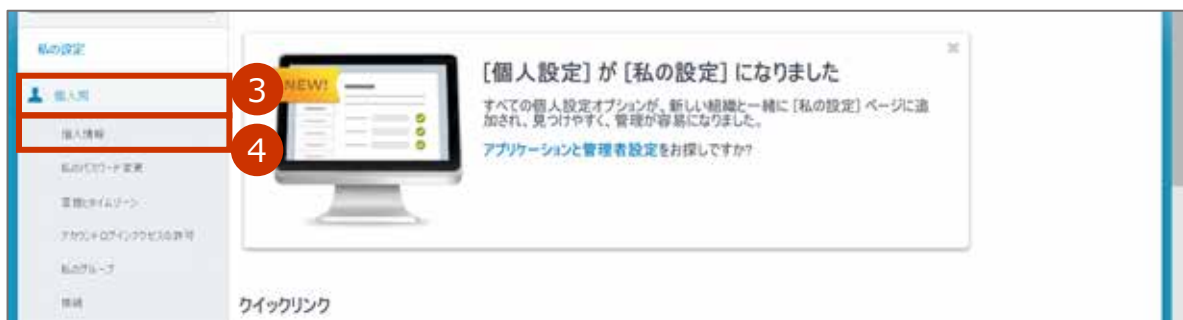 私の設定
個人用
個人情報
私のパスワード変更
言語とタイムゾーン
アカウントログインアクセスの許可
私のグループ
接続
3
4
NEW!
[個人設定] が [私の設定] になりました
すべての個人設定オプションが、新しい組織と一緒に [私の設定] ページに追
加され、見つけやすく、管理が容易になりました。
アプリケーションと管理者設定をお探しですか?
クイックリンク